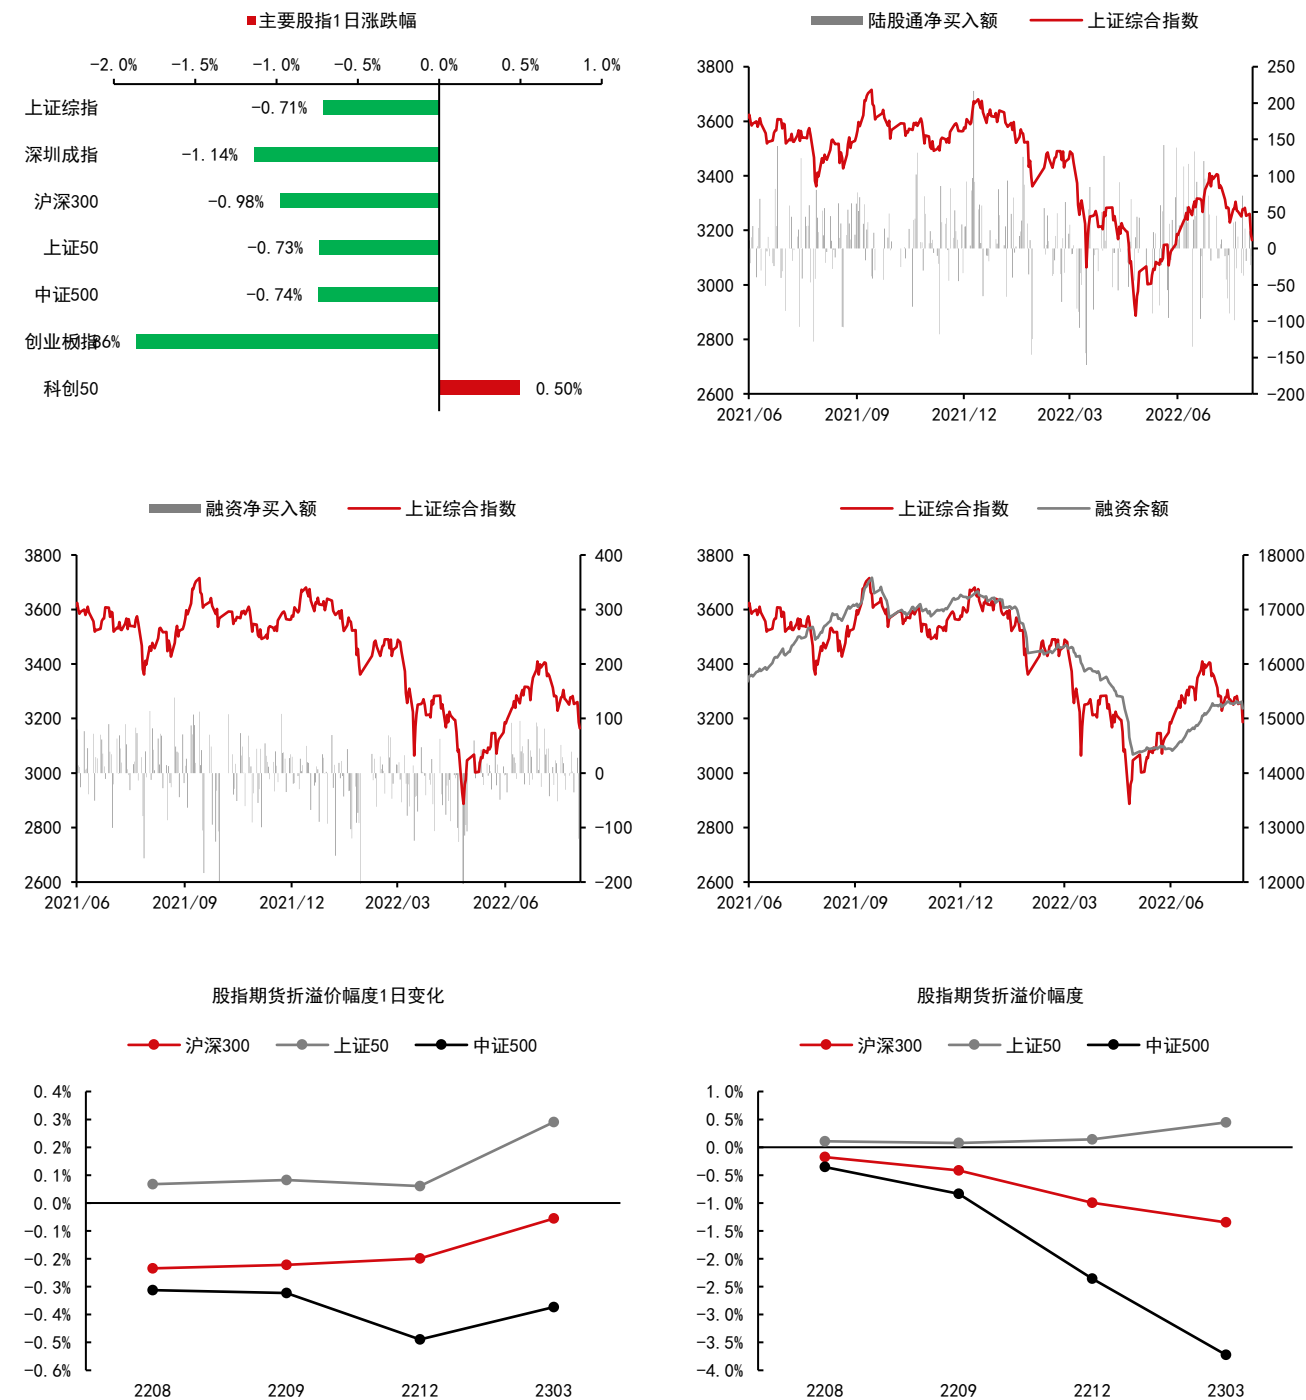 主要股指1日涨跌幅
-2.0% -1.5% -1.0% -0.5% 0.0% 0.5% 1.0%
上证综指 -0.71%
深圳成指 -1.14%
沪深300 -0.98%
上证50 -0.73%
中证500 -0.74%
创业板指 86%
科创50 0.50%
陆股通净买入额 上证综合指数
3800 250
3600 200
150
3400 100
50
3200 0
3000 -50
-100
2800 -150
2600 -200
2021/06 2021/09 2021/12 2022/03 2022/06
融资净买入额 上证综合指数
3800 400
3600 300
3400 200
3200 100
3000 0
2800 -100
2600 -200
2021/06 2021/09 2021/12 2022/03 2022/06
上证综合指数 融资余额
3800 18000
3600 17000
3400 16000
3200 15000
3000 14000
2800 13000
2600 12000
2021/06 2021/09 2021/12 2022/03 2022/06
股指期货折溢价幅度1日变化
沪深300 上证50 中证500
0.4%
0.3%
0.2%
0.1%
0.0%
-0.1%
-0.2%
-0.3%
-0.4%
-0.5%
-0.6%
2208 2209 2212 2303
股指期货折溢价幅度
沪深300 上证50 中证500
1.0%
0.5%
0.0%
-0.5%
-1.0%
-1.5%
-2.0%
-2.5%
-3.0%
-3.5%
-4.0%
2208 2209 2212 2303